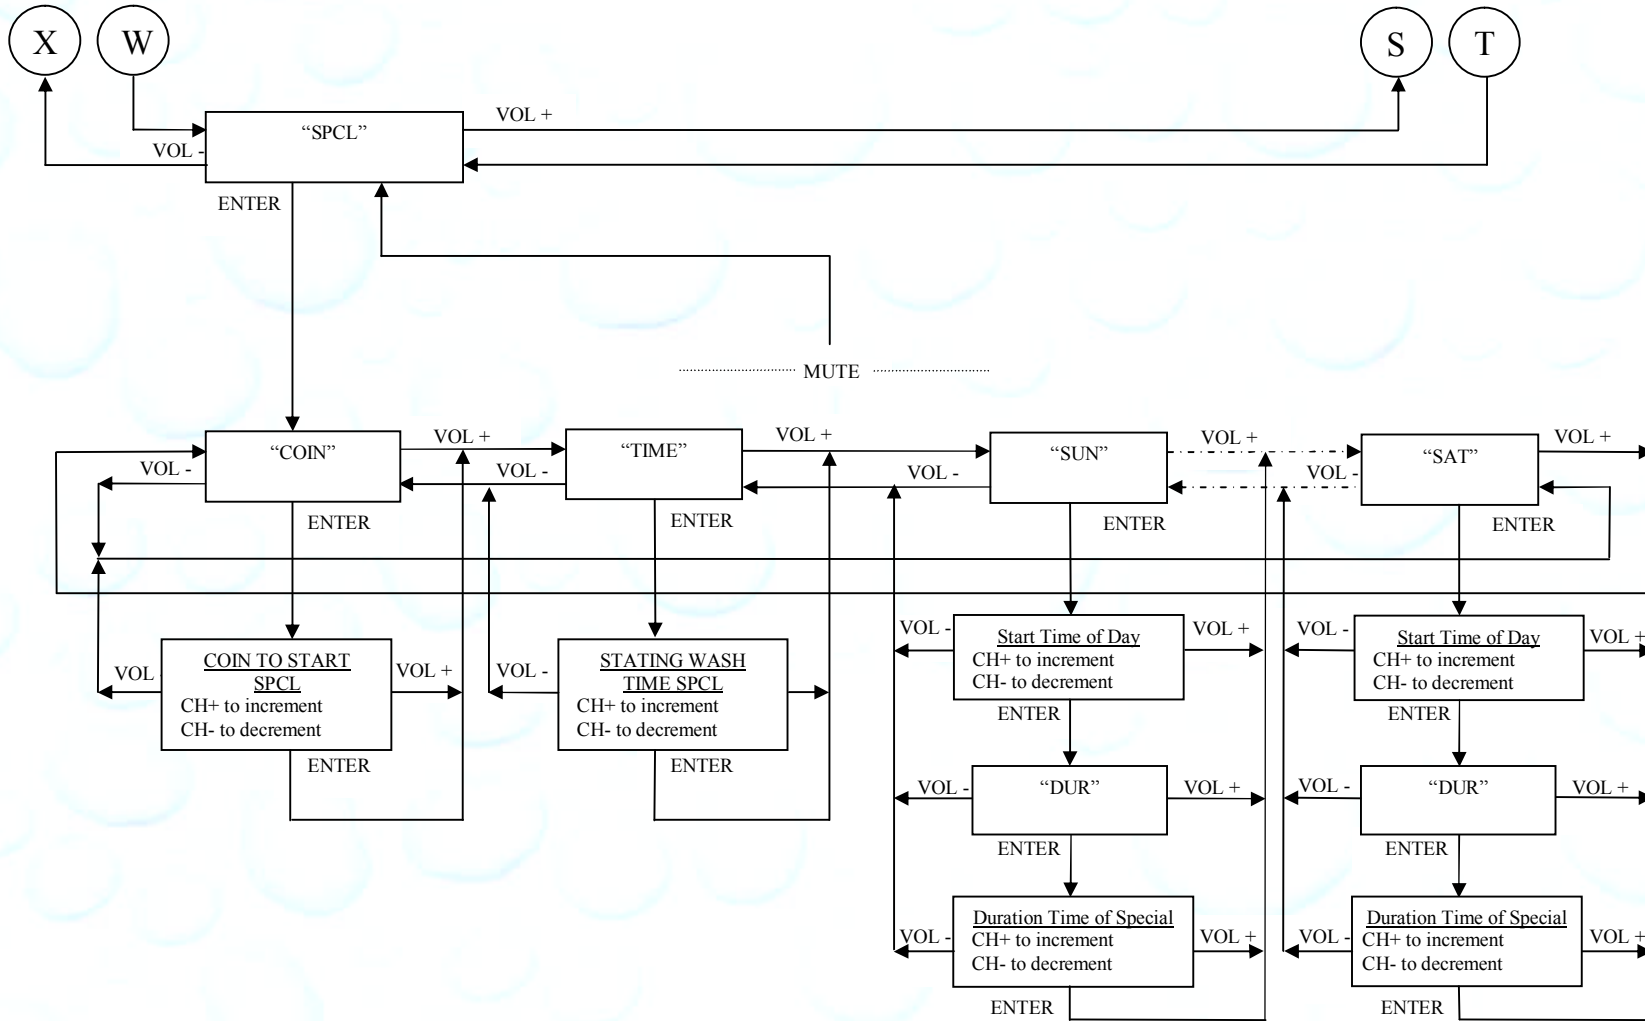 X
W
S
T
VOL +
“SPCL”
VOL -
ENTER
MUTE
“COIN”
VOL +
“TIME”
VOL +
“SUN”
VOL +
“SAT”
VOL +
VOL -
VOL -
VOL -
VOL -
ENTER
ENTER
ENTER
ENTER
VOL
COIN TO START
SPCL
CH+ to increment
CH- to decrement
VOL +
ENTER
VOL -
STATING WASH
TIME SPCL
CH+ to increment
CH- to decrement
ENTER
VOL -
Start Time of Day
CH+ to increment
CH- to decrement
VOL +
ENTER
VOL -
“DUR”
VOL +
ENTER
VOL -
Duration Time of Special
CH+ to increment
CH- to decrement
VOL +
ENTER
VOL -
Start Time of Day
CH+ to increment
CH- to decrement
VOL +
ENTER
VOL -
“DUR”
VOL +
ENTER
VOL -
Duration Time of Special
CH+ to increment
CH- to decrement
VOL +
ENTER